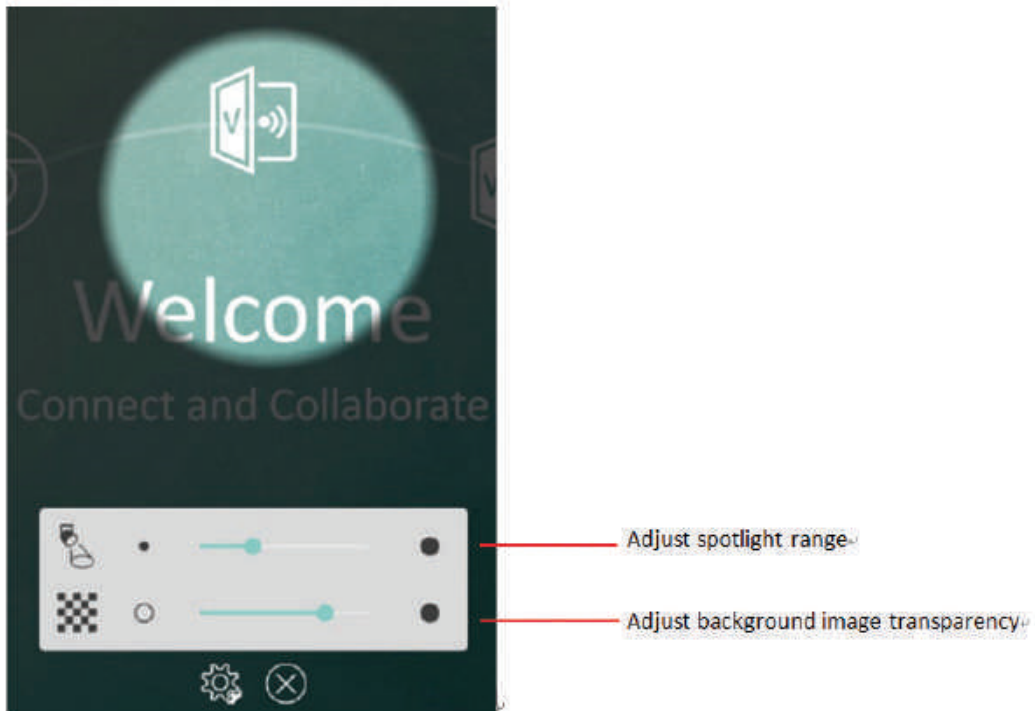 V
Welcome
Connect and Collaborate
Adjust spotlight range
Adjust background image transparency